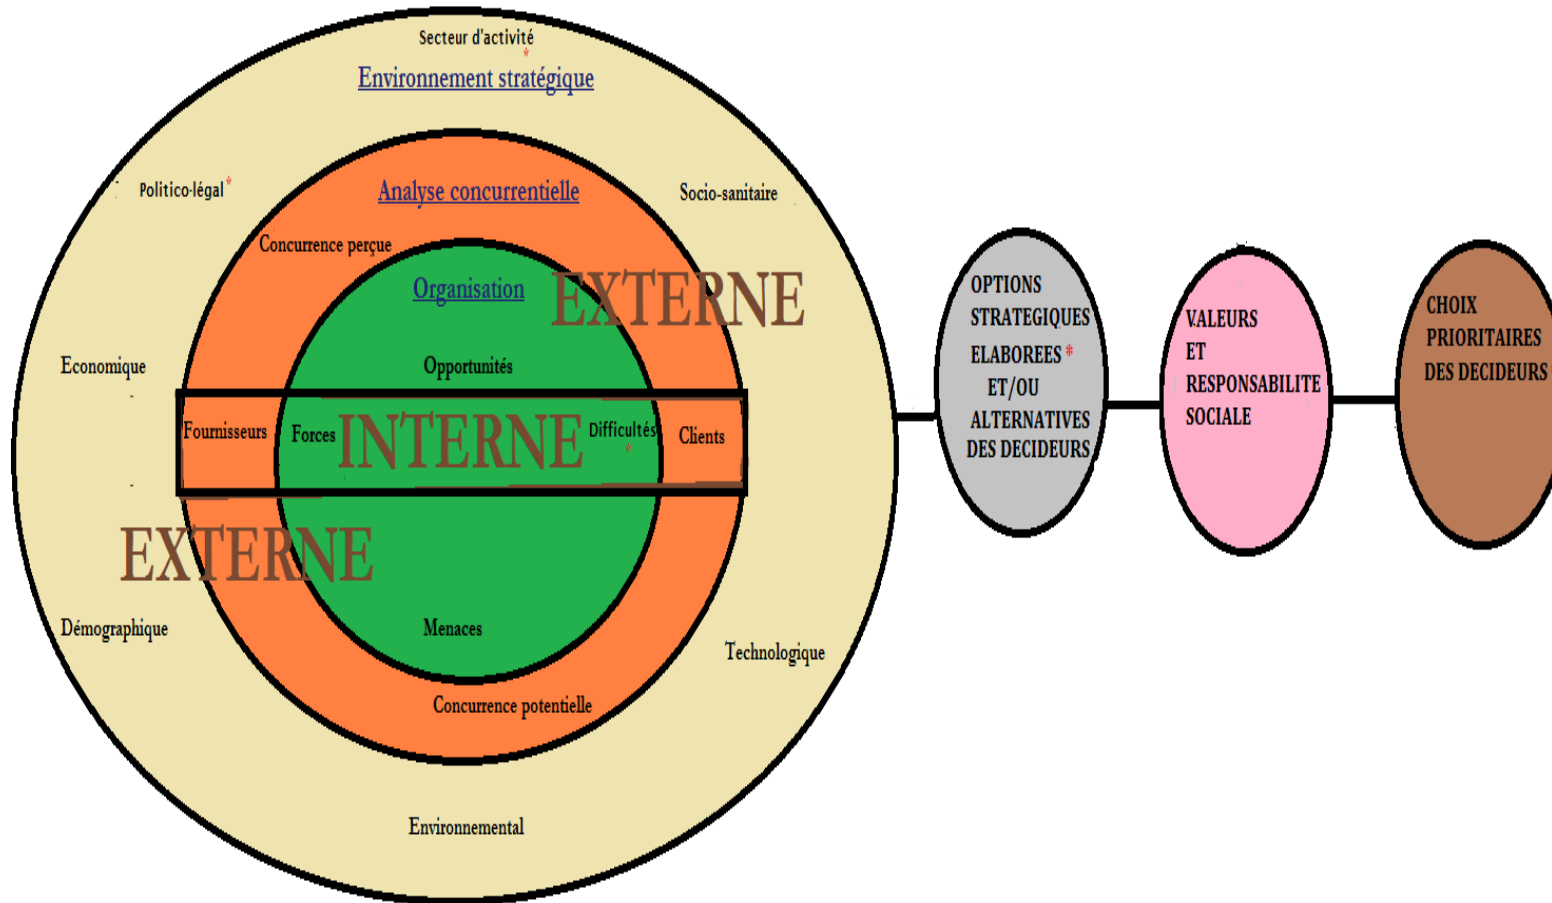 Secteur d'activité
*
Environnement stratégique
Politico-légal *
Analyse concurrentielle
Socio-sanitaire
Concurrence perçue
Organisation
EXTERNE
Economique
Opportunités
Fournisseurs
Forces
INTERNE
Difficultés
*
Clients
EXTERNE
Démographique
Menaces
Technologique
Concurrence potentielle
Environnemental
OPTIONS
STRATEGIQUES
ELABOREES *
ET/OU
ALTERNATIVES
DES DECIDEURS
VALEURS
ET
RESPONSABILITE
SOCIALE
CHOIX
PRIORITAIRES
DES DECIDEURS